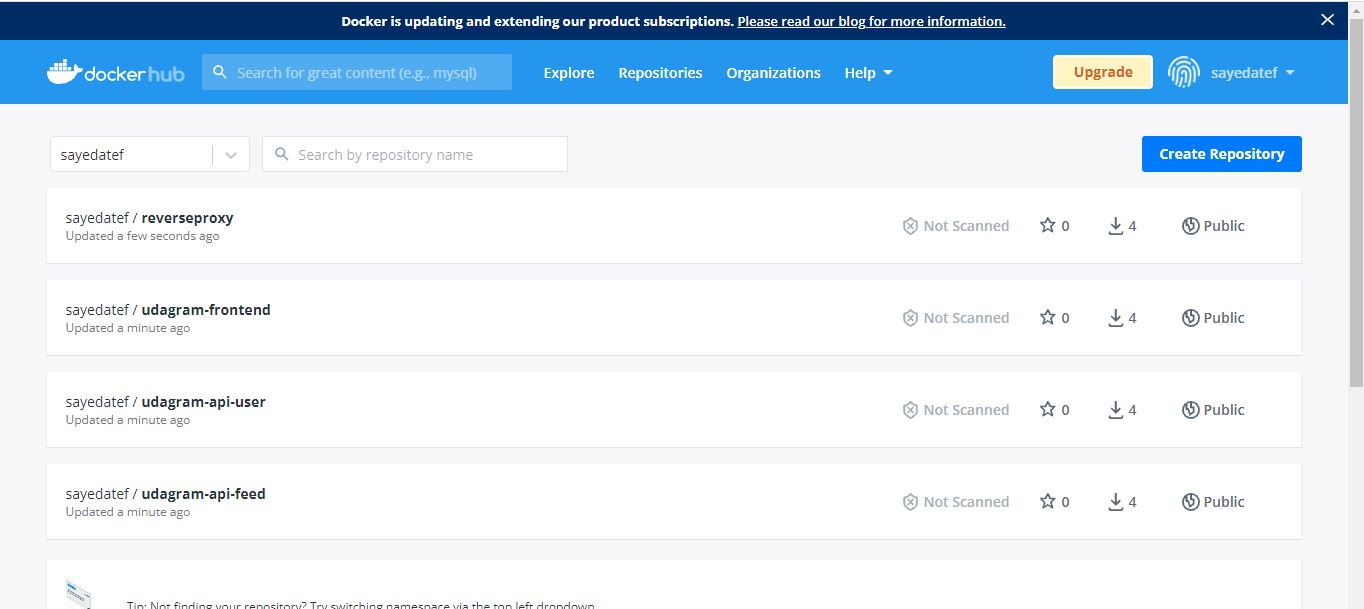 Docker is updating and extending our product subscriptions. Please read our blog for more information.
docker hub
Search for great content (e.g., mysql)
Explore
Repositories
Organizations
Help
Upgrade
sayedatef
sayedatef
Search by repository name
Create Repository
sayedatef / reverseproxy
Updated a few seconds ago
Not Scanned
0
4
Public
sayedatef / udagram-frontend
Updated a minute ago
Not Scanned
0
4
Public
sayedatef / udagram-api-user
Updated a minute ago
Not Scanned
0
4
Public
sayedatef / udagram-api-feed
Updated a minute ago
Not Scanned
0
4
Public
Tip: Not finding your repository? Try switching namespace via the top left dropdown.